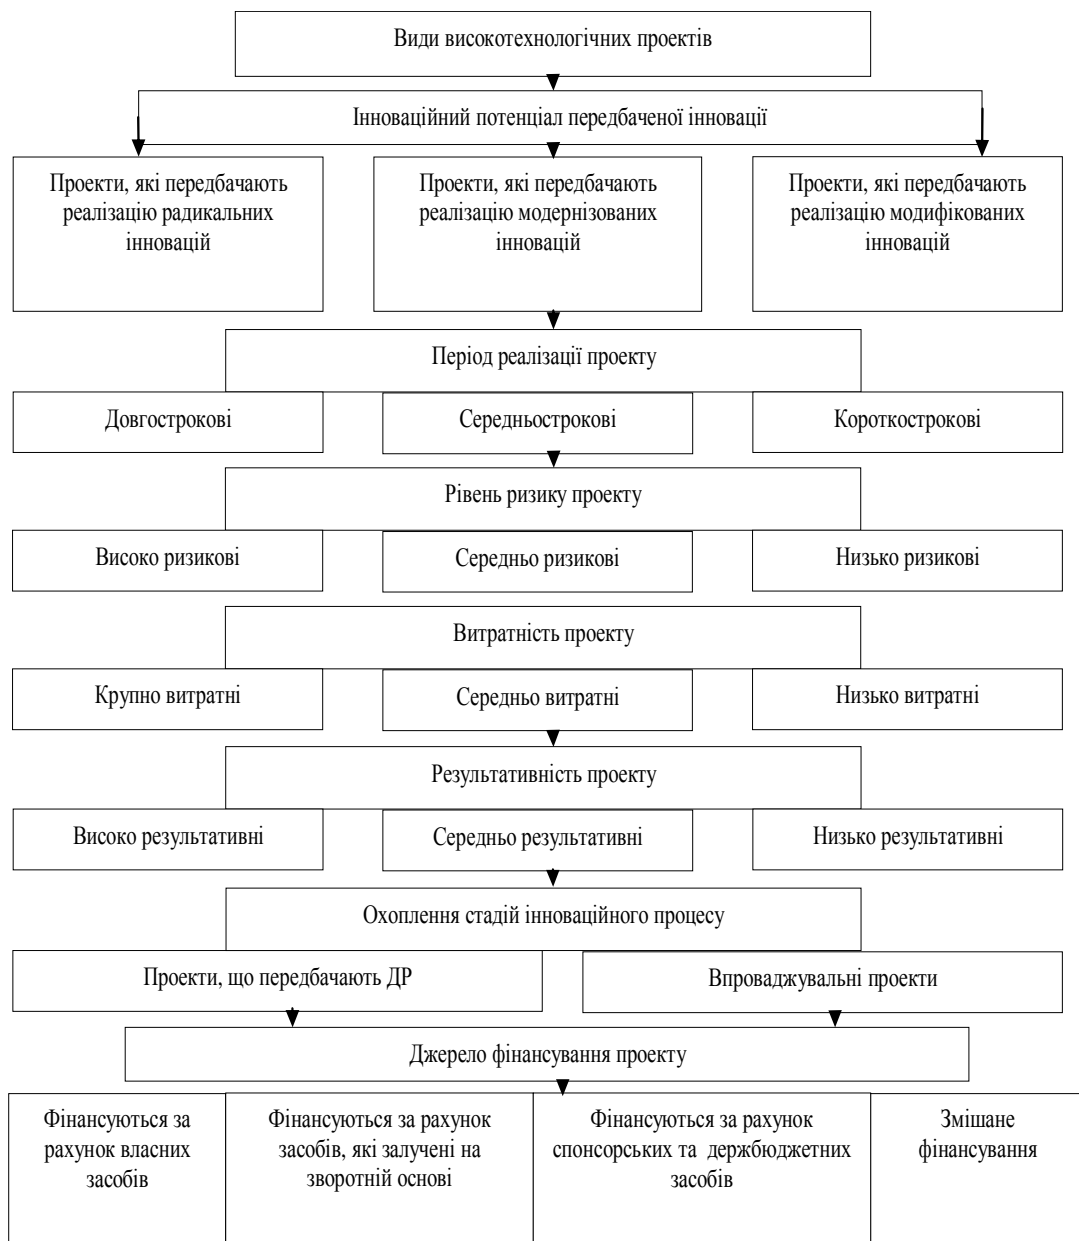 Види високотехнологічних проектів
Інноваційний потенціал передбаченої інновації
Проекти, які передбачають
реалізацію радикальних
інновацій
Проекти, які передбачають
реалізацію модернізованих
інновацій
Проекти, які передбачають
реалізацію модифікованих
інновацій
Період реалізації проекту
Довгострокові
Середньострокові
Короткострокові
Рівень ризику проекту
Високо ризикові
Середньо ризикові
Низько ризикові
Витратність проекту
Крупно витратні
Середньо витратні
Низько витратні
Результативність проекту
Високо результативні
Середньо результативні
Низько результативні
Охоплення стадій інноваційного процесу
Проекти, що передбачають ДР
Впроваджувальні проекти
Джерело фінансування проекту
Фінансуються за
рахунок власних
засобів
Фінансуються за рахунок
засобів, які залучені на
зворотній основі
Фінансуються за рахунок
спонсорських та держбюджетних
засобів
Змішане
фінансування